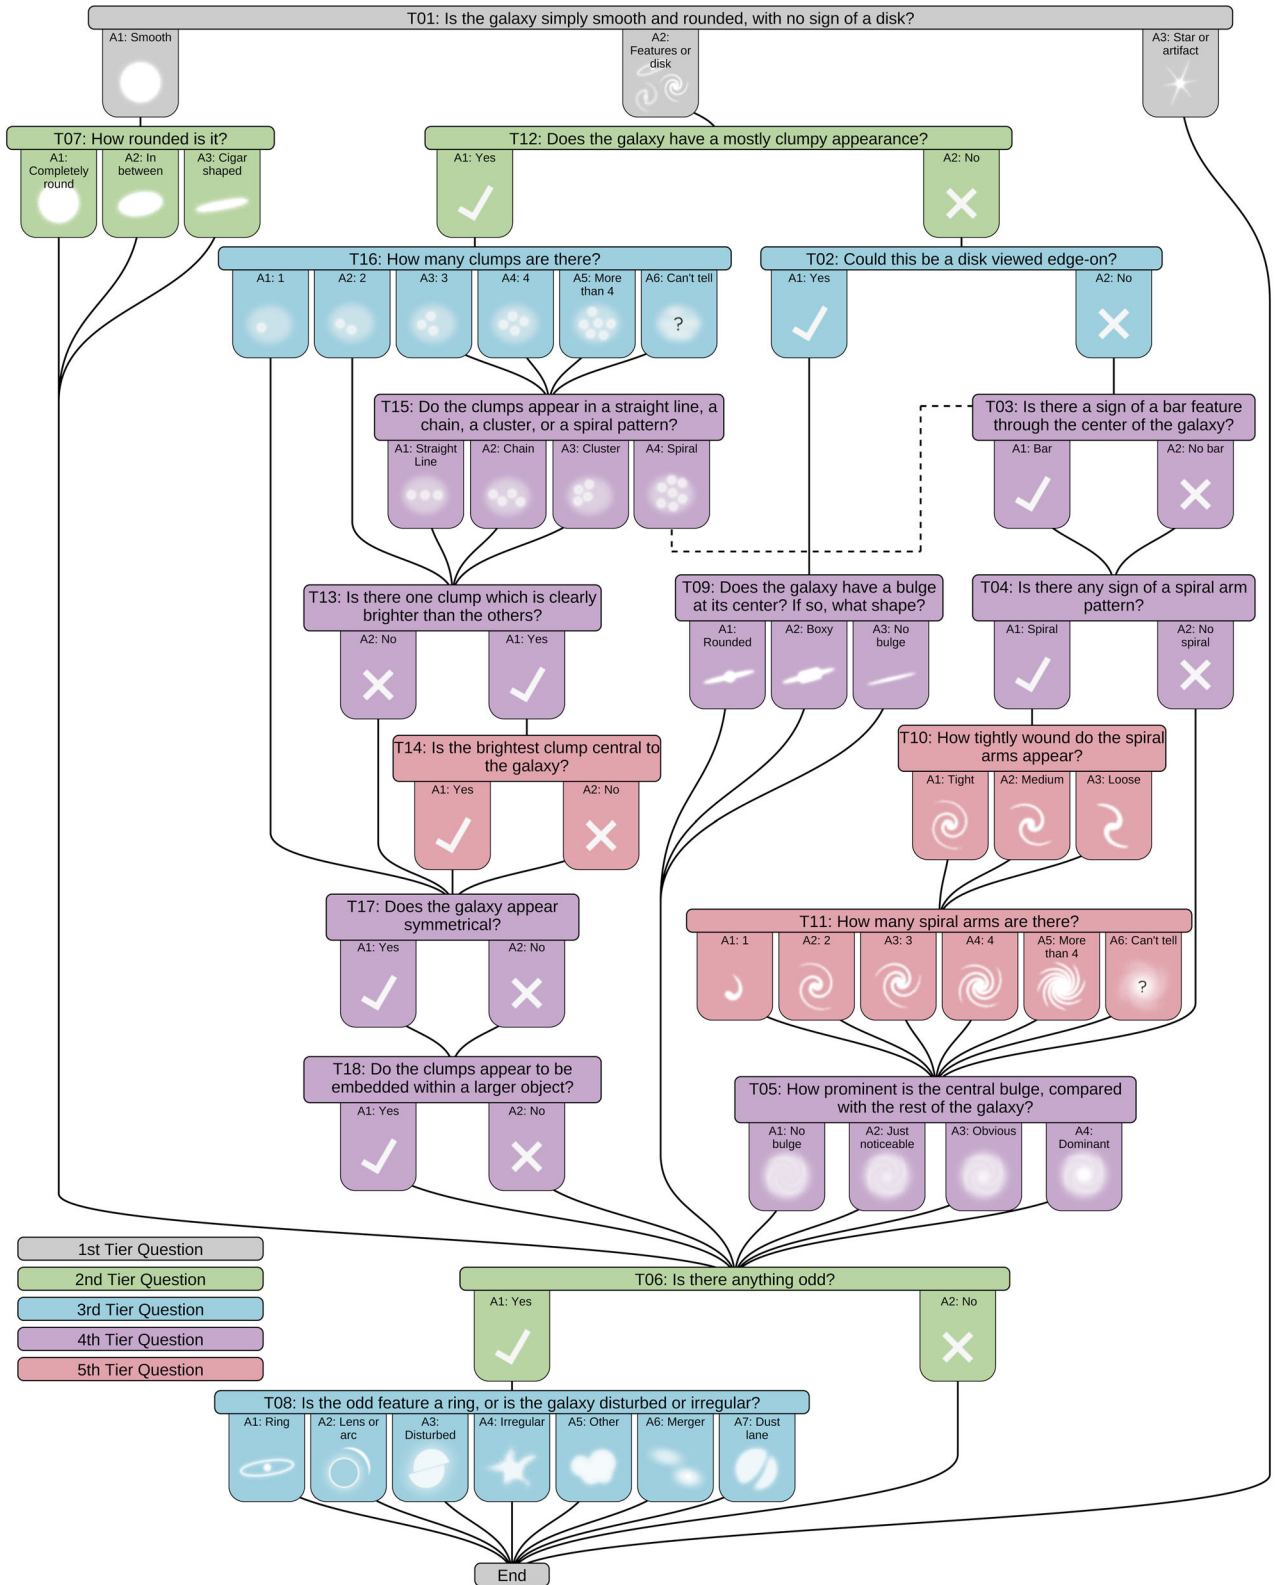 T01: Is the galaxy simply smooth and rounded, with no sign of a disk?
A1: Smooth
A2:
Features or
disk
A3: Star or
artifact
T07: How rounded is it?
A1:
Completely
round
A2: In
between
A3: Cigar
shaped
T12: Does the galaxy have a mostly clumpy appearance?
A1: Yes
A2: No
T16: How many clumps are there?
A1: 1
A2: 2
A3: 3
A4: 4
A5: More
than 4
A6: Can't tell
?
T02: Could this be a disk viewed edge-on?
A1: Yes
A2: No
T15: Do the clumps appear in a straight line, a
chain, a cluster, or a spiral pattern?
A1: Straight
Line
A2: Chain
A3: Cluster
A4: Spiral
T03: Is there a sign of a bar feature
through the center of the galaxy?
A1: Bar
A2: No bar
T13: Is there one clump which is clearly
brighter than the others?
A2: No
A1: Yes
T09: Does the galaxy have a bulge
at its center? If so, what shape?
A1:
Rounded
A2: Boxy
A3: No
bulge
T04: Is there any sign of a spiral arm
pattern?
A1: Spiral
A2: No
spiral
T14: Is the brightest clump central to
the galaxy?
A1: Yes
A2: No
T10: How tightly wound do the spiral
arms appear?
A1: Tight
A2: Medium
A3: Loose
T17: Does the galaxy appear
symmetrical?
A1: Yes
A2: No
T11: How many spiral arms are there?
A1: 1
A2: 2
A3: 3
A4: 4
A5: More
than 4
A6: Can't tell
?
T18: Do the clumps appear to be
embedded within a larger object?
A1: Yes
A2: No
T05: How prominent is the central bulge, compared
with the rest of the galaxy?
A1: No
bulge
A2: Just
noticeable
A3: Obvious
A4:
Dominant
1st Tier Question
2nd Tier Question
3rd Tier Question
4th Tier Question
5th Tier Question
T06: Is there anything odd?
A1: Yes
A2: No
T08: Is the odd feature a ring, or is the galaxy disturbed or irregular?
A1: Ring
A2: Lens or
arc
A3:
Disturbed
A4: Irregular
A5: Other
A6: Merger
A7: Dust
lane
End